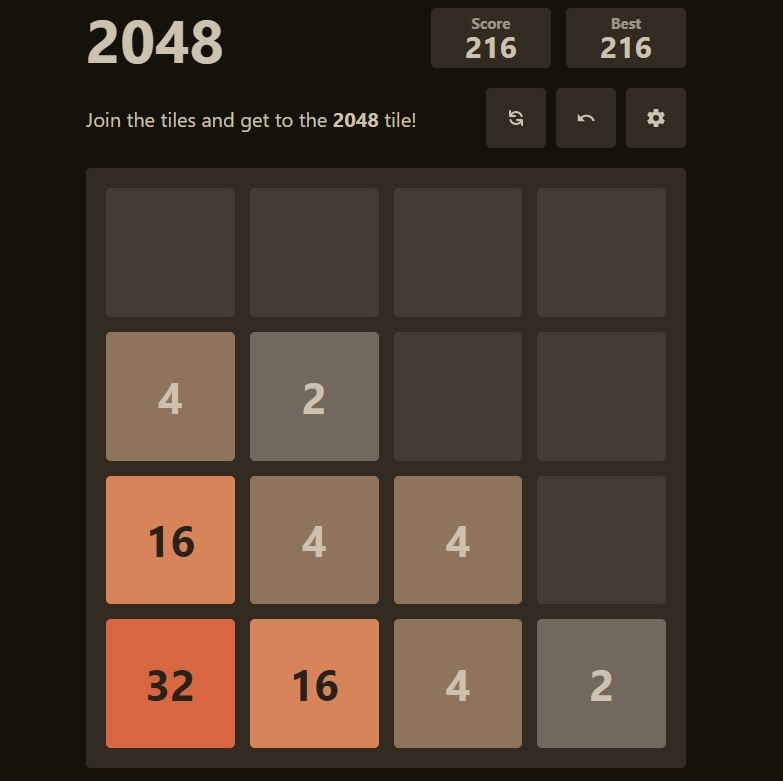 2048
Score Best
216 216
Join the tiles and get to the 2048 tile!
4 2
16 4 4
32 16 4 2